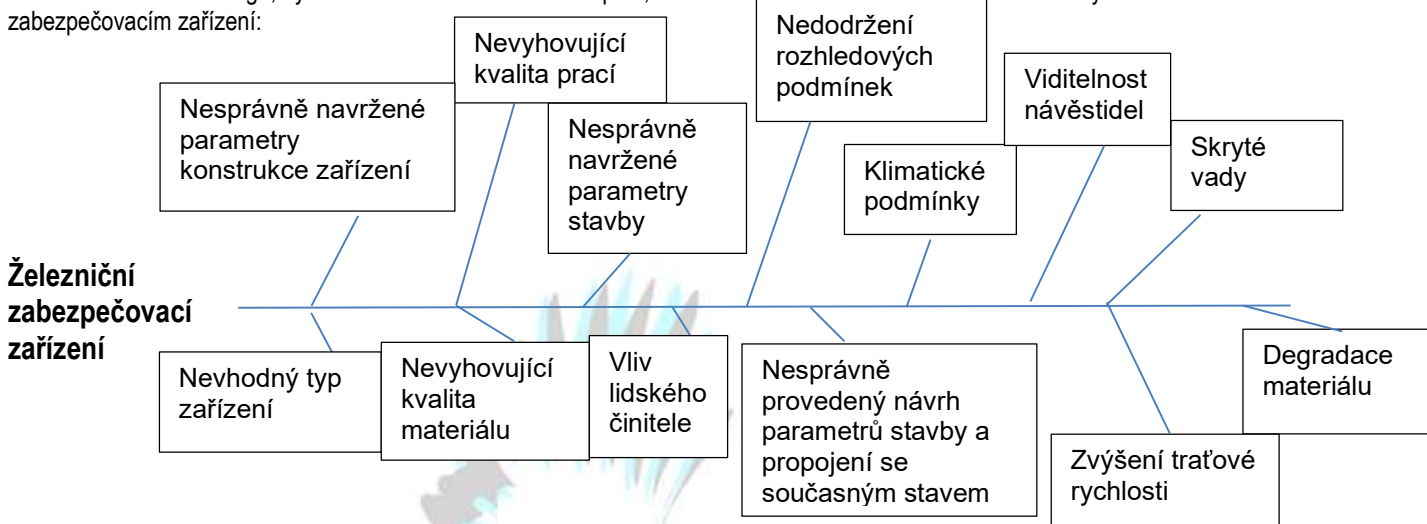 zabezpečovacím zařízení:
Nesprávně navržené
parametry
konstrukce zařízení
Nevyhovující
kvalita prací
Nesprávně
navržené
parametry
stavby
Nedodržení
rozhledových
podmínek
Klimatické
podmínky
Viditelnost
návěstidel
Skryté
vady
Železniční
zabezpečovací
zařízení
Nevhodný typ
zařízení
Nevyhovující
kvalita
materiálu
Vliv
lidského
činitele
Nesprávně
provedený návrh
parametrů stavby a
propojení se
současným stavem
Zvýšení traťové
rychlosti
Degradace
materiálu